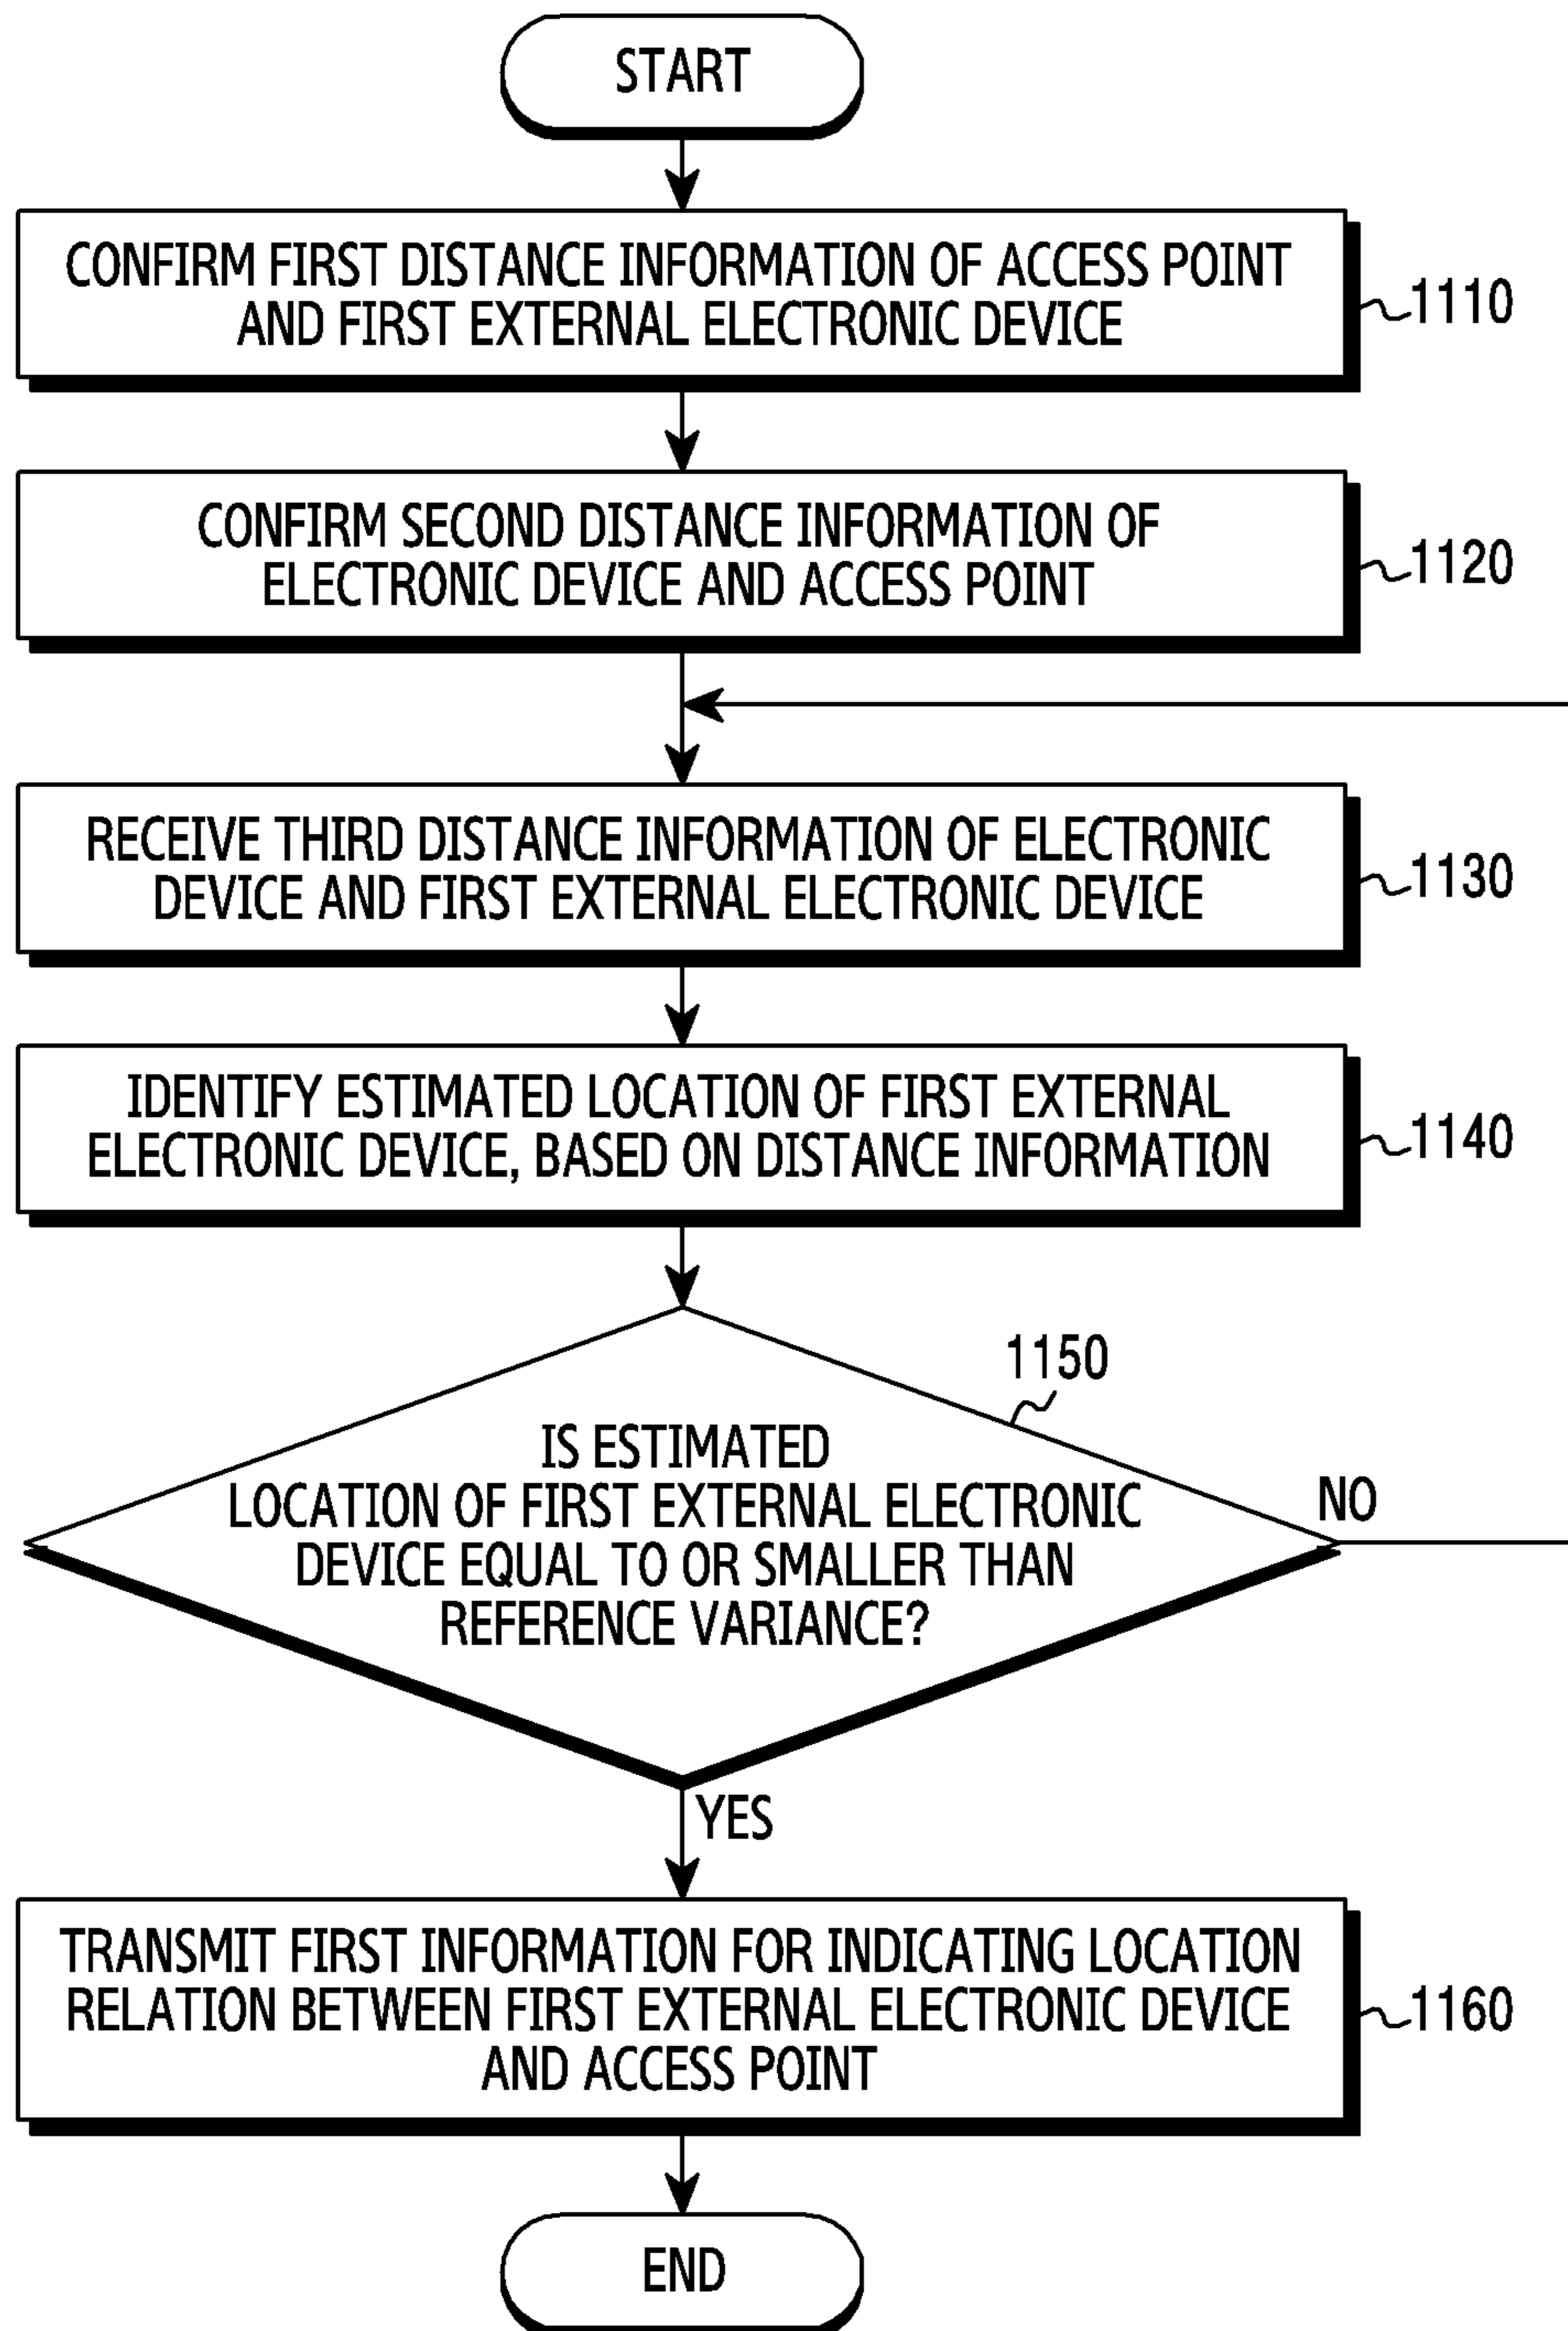 START
CONFIRM FIRST DISTANCE INFORMATION OF ACCESS POINT
AND FIRST EXTERNAL ELECTRONIC DEVICE
1110
CONFIRM SECOND DISTANCE INFORMATION OF
ELECTRONIC DEVICE AND ACCESS POINT
1120
RECEIVE THIRD DISTANCE INFORMATION OF ELECTRONIC
DEVICE AND FIRST EXTERNAL ELECTRONIC DEVICE
1130
IDENTIFY ESTIMATED LOCATION OF FIRST EXTERNAL
ELECTRONIC DEVICE, BASED ON DISTANCE INFORMATION
1140
1150
IS ESTIMATED
LOCATION OF FIRST EXTERNAL ELECTRONIC
DEVICE EQUAL TO OR SMALLER THAN
REFERENCE VARIANCE?
NO
YES
TRANSMIT FIRST INFORMATION FOR INDICATING LOCATION
RELATION BETWEEN FIRST EXTERNAL ELECTRONIC DEVICE
AND ACCESS POINT
1160
END